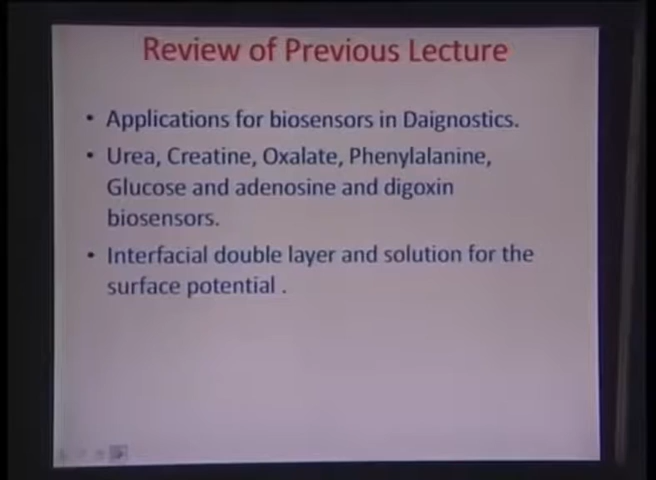 Review of Previous Lecture
• Applications for biosensors in Daignostics.
• Urea, Creatine, Oxalate, Phenylalanine,
Glucose and adenosine and digoxin
biosensors.
• Interfacial double layer and solution for the
surface potential .